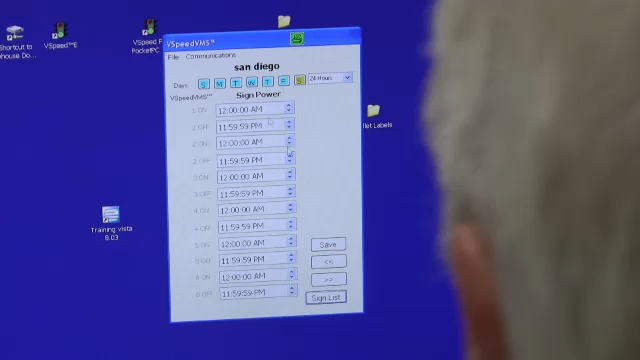 Shortcut to
nhouse Do...
VSpeed™E
VSpeed F
PocketPC
VSpeedVMS™
File Communications
san diego
Days: S M T W T F S 24-Hours
VSpeedVMS™ Sign Power
1 ON 12:00:00 AM
1 OFF 11:59:59 PM
2 ON 12:00:00 AM
2 OFF 11:59:59 PM
3 ON 12:00:00 AM
3 OFF 11:59:59 PM
4 ON 12:00:00 AM
4 OFF 11:59:59 PM
5 ON 12:00:00 AM
5 OFF 11:59:59 PM
6 ON 12:00:00 AM
6 OFF 11:59:59 PM
Save
<<
>>
Sign List
llet Labels
Training Vista
8.03